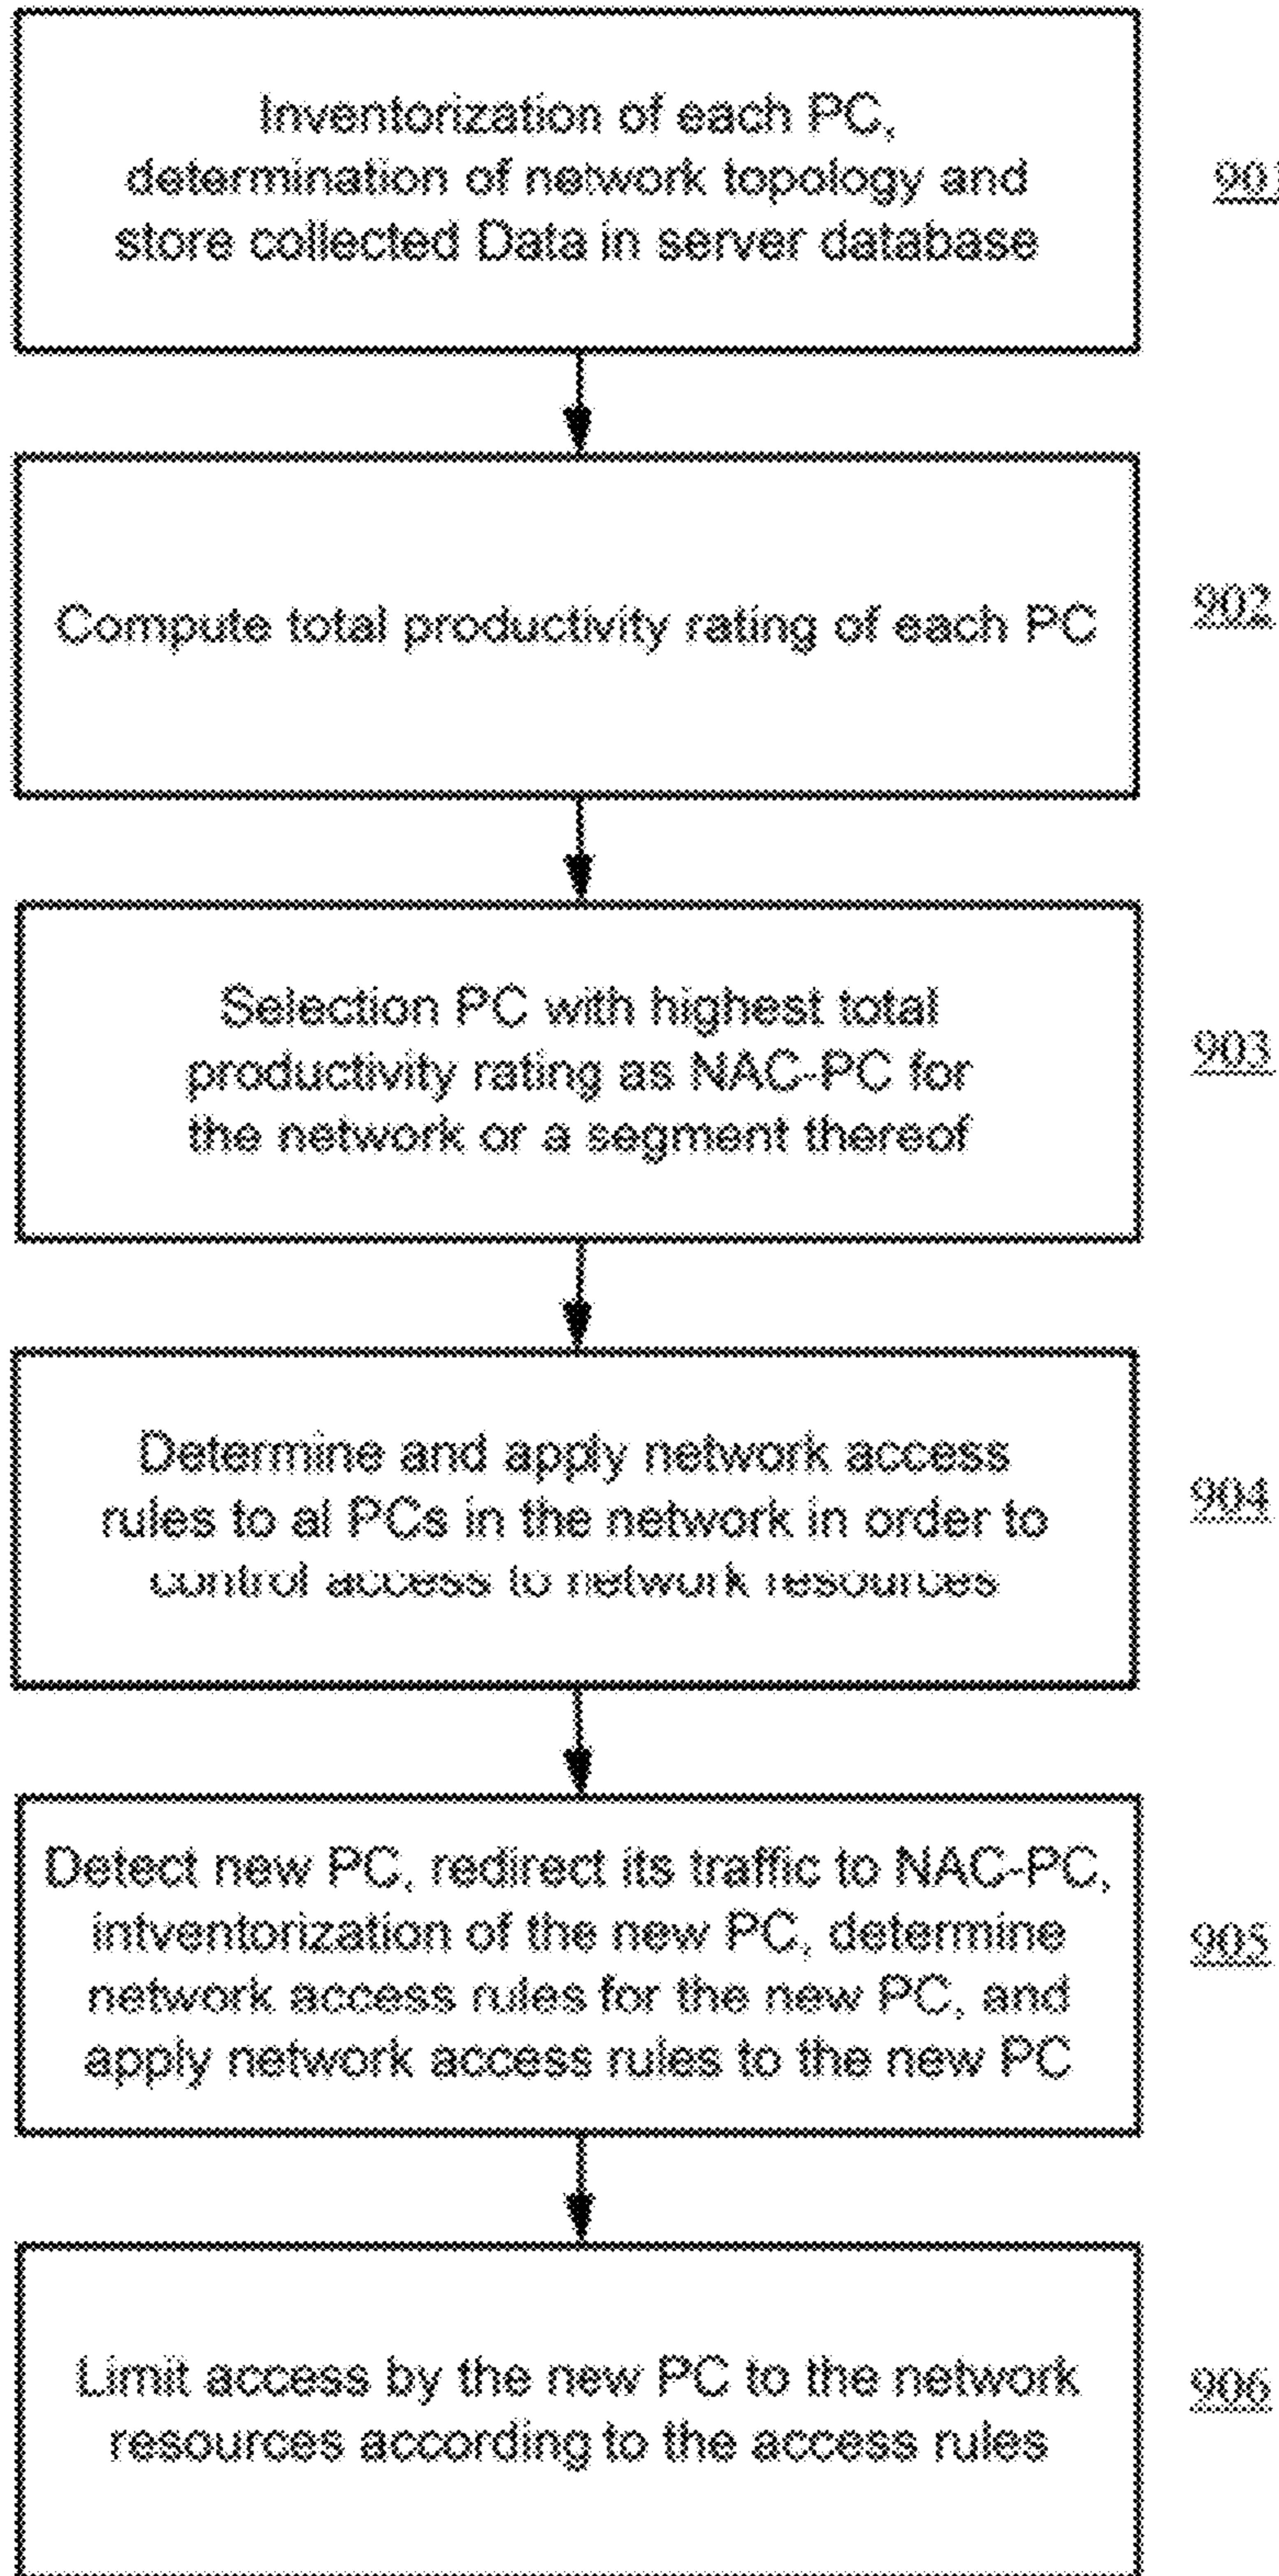 Inventorization of each PC,
determination of network topology and
store collected Data in server database
901
Compute total productivity rating of each PC
902
Selection PC with highest total
productivity rating as NAC-PC for
the network or a segment thereof
903
Determine and apply network access
rules to al PCs in the network in order to
control access to network resources
904
Detect new PC, redirect its traffic to NAC-PC,
intventorization of the new PC, determine
network access rules for the new PC, and
apply network access rules to the new PC
905
Limit access by the new PC to the network
resources according to the access rules
906